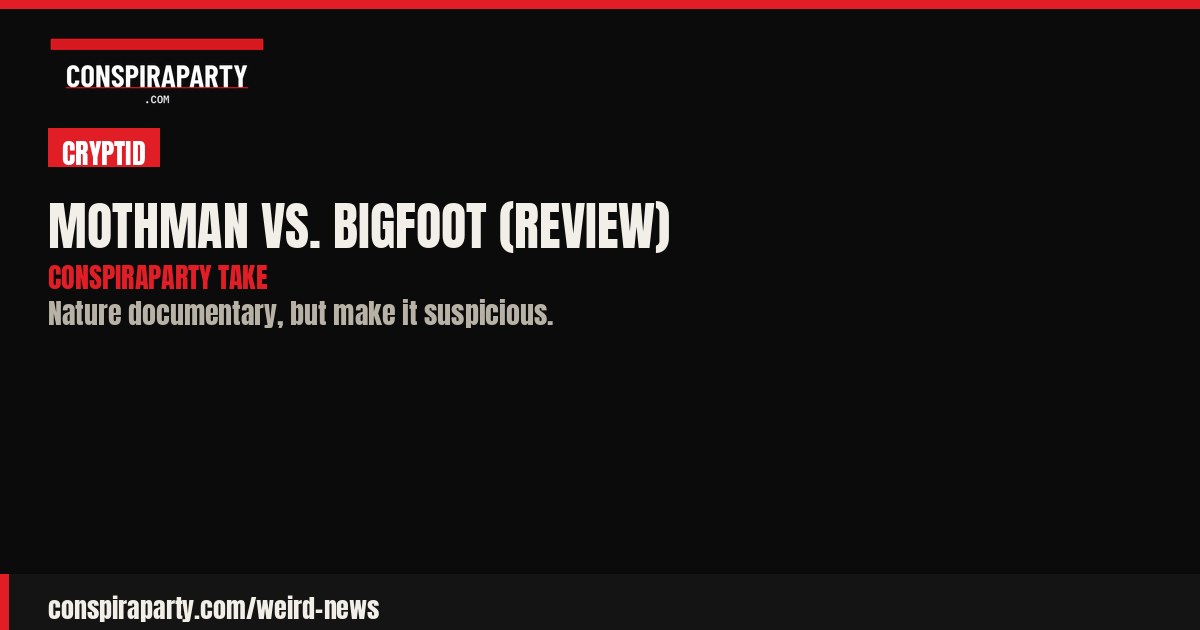 CONSPIRAPARTY
.COM
CRYPTID
MOTHMAN VS. BIGFOOT (REVIEW)
CONSPIRAPARTY TAKE
Nature documentary, but make it suspicious.
conspiraparty.com/weird-news